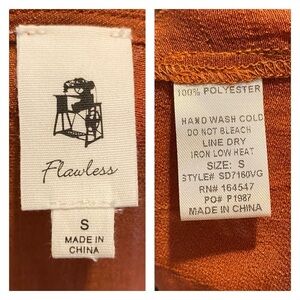 Flawless
S
MADE IN
CHINA
100% POLYESTER
HAND WASH COLD
DO NOT BLEACH
LINE DRY
IRON LOW HEAT
SIZE: S
STYLE# SD7160VG
RN# 164547
PO# P1987
MADE IN CHINA